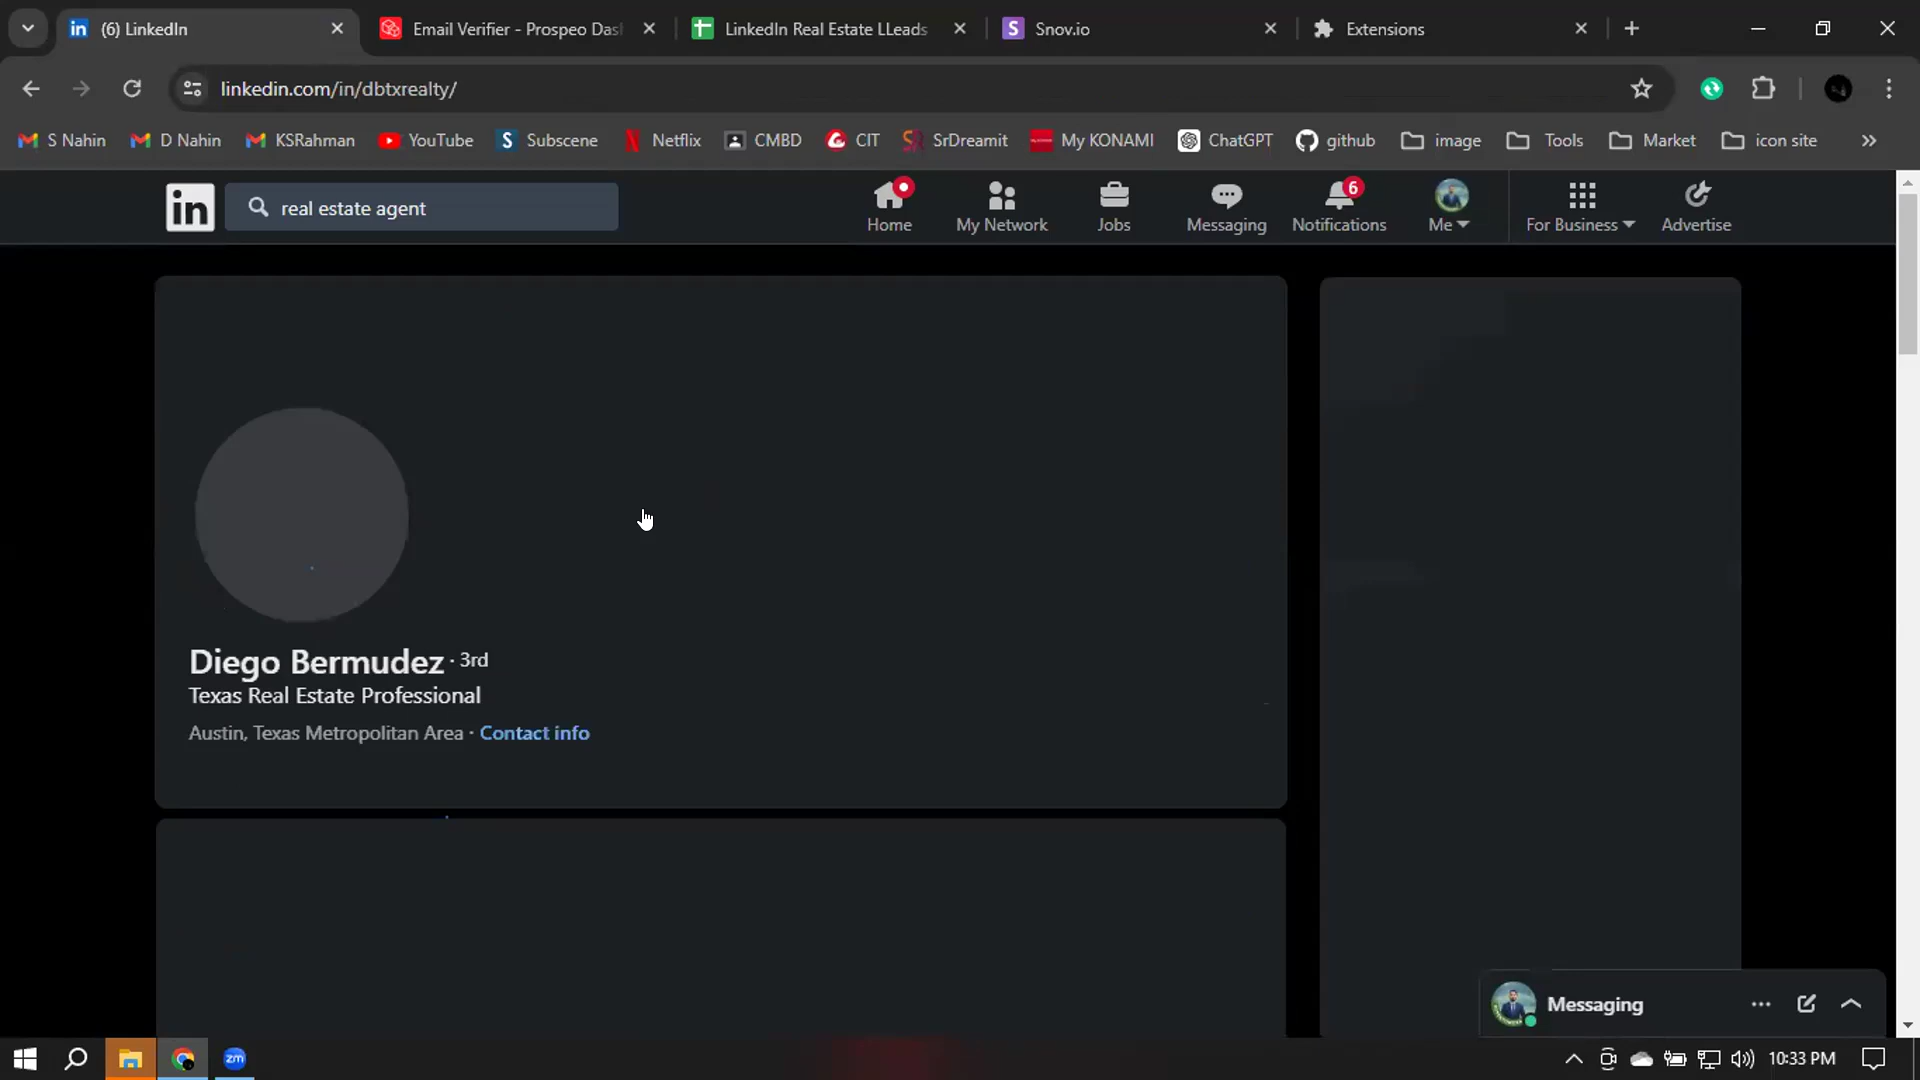 (6) LinkedIn
Email Verifier - Prospeo Das
LinkedIn Real Estate LLeads
S Snov.io
Extensions
linkedin.com/in/dbtxrealty/
S Nahin
D Nahin
KSRahman
YouTube
Subscene
Netflix
CMBD
CIT
SrDreamit
My KONAMI
ChatGPT
github
image
Tools
Market
icon site
in
real estate agent
Home
My Network
Jobs
Messaging
6
Notifications
Me
For Business
Advertise
Diego Bermudez · 3rd
Texas Real Estate Professional
Austin, Texas Metropolitan Area · Contact info
Messaging
zm
10:33 PM